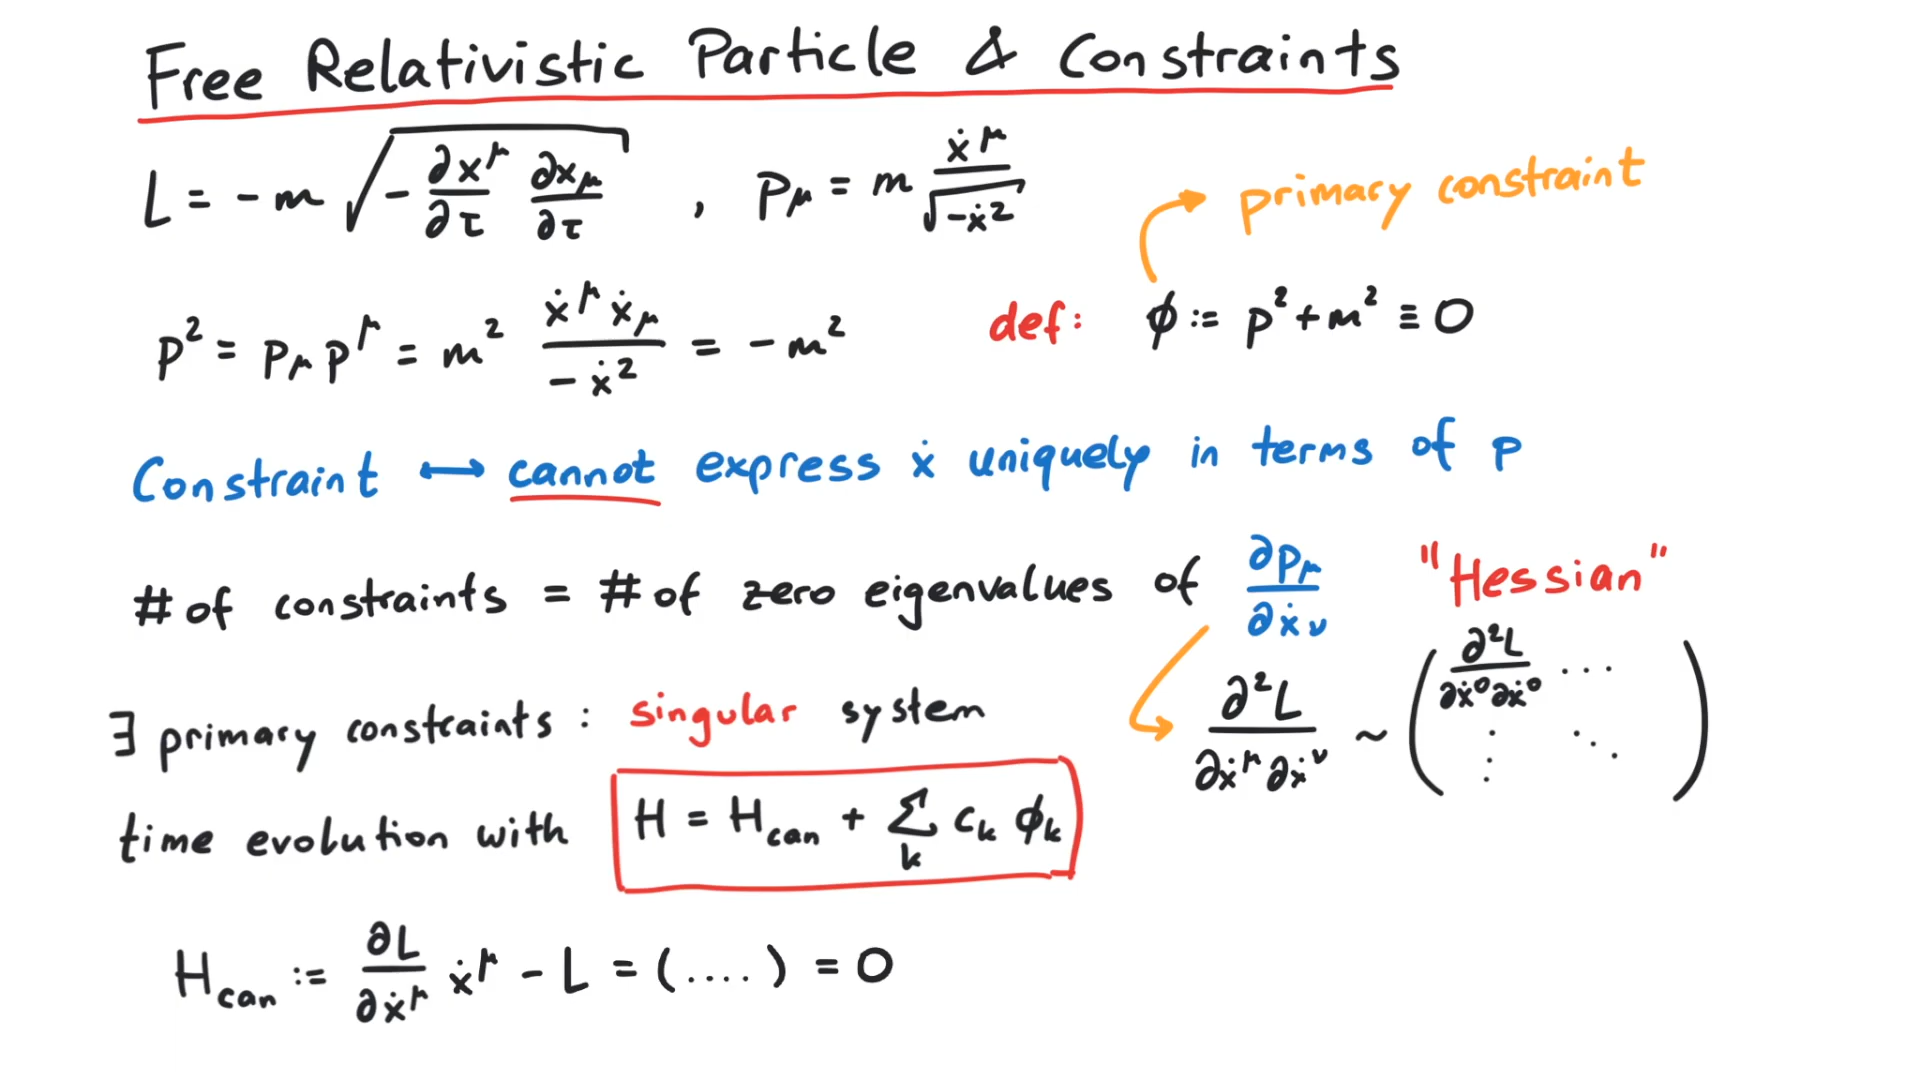 Free Relativistic Particle & Constraints
L = -m √(- ∂x^μ/∂τ ∂x_μ/∂τ) , p_μ = m ẋ^μ/√(-ẋ²)
primary constraint
p² = p_μ p^μ = m² ẋ^μ ẋ_μ/(-ẋ²) = -m²
def: φ := p² + m² ≡ 0
Constraint ⟷ cannot express ẋ uniquely in terms of p
# of constraints = # of zero eigenvalues of ∂p_μ/∂ẋ_ν "Hessian"
∂²L/∂ẋ^μ∂ẋ^ν ~ ( ∂²L/∂ẋ⁰∂ẋ⁰ ... ⋮ ⋱ )
∃ primary constraints : singular system
time evolution with H = H_can + Σ_k c_k φ_k
H_can := ∂L/∂ẋ^μ ẋ^μ - L = (....) = 0